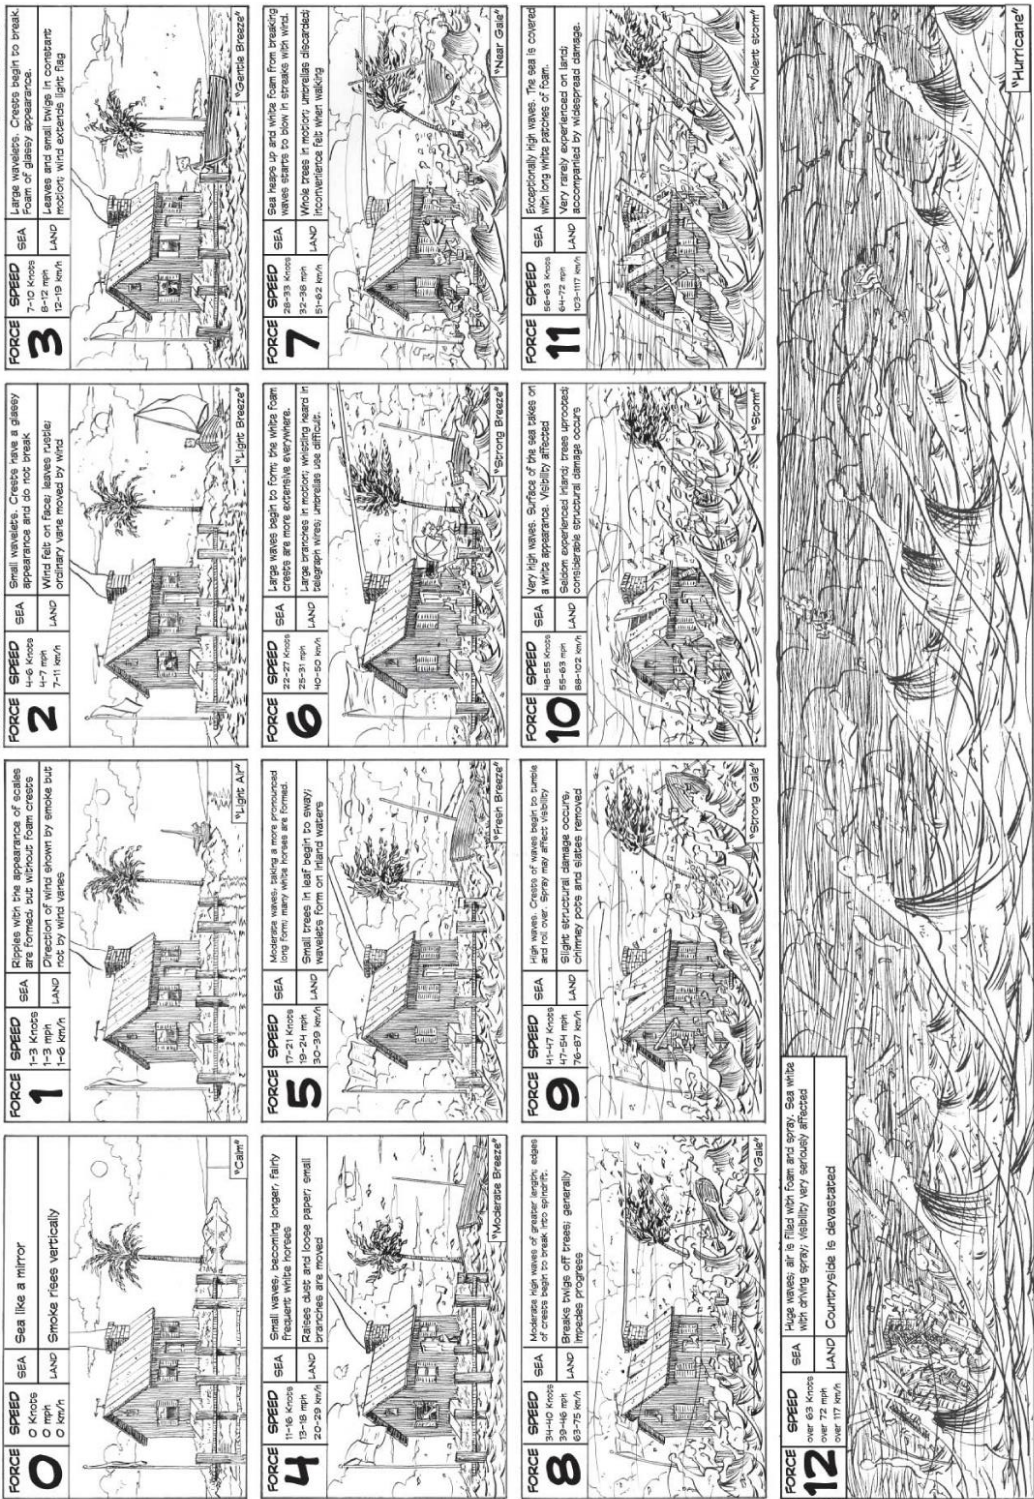 FORCE
0
SPEED
0 Knots
0 mph
0 km/h
SEA
Sea like a mirror
LAND
Smoke rises vertically
"Calm"
FORCE
1
SPEED
1-3 Knots
1-3 mph
1-6 km/h
SEA
Ripples with the appearance of scales
are formed, but without foam crests
LAND
Direction of wind shown by smoke but
not by wind vanes
"Light Air"
FORCE
2
SPEED
4-6 Knots
4-7 mph
7-11 km/h
SEA
Small wavelets. Crests have a glassy
appearance and do not break
LAND
Wind felt on face; leaves rustle;
ordinary vane moved by wind
"Light Breeze"
FORCE
3
SPEED
7-10 Knots
8-12 mph
12-19 km/h
SEA
Large wavelets. Crests begin to break.
Foam of glassy appearance.
LAND
Leaves and small twigs in constant
motion; wind extends light flag
"Gentle Breeze"
FORCE
4
SPEED
11-16 Knots
13-18 mph
20-29 km/h
SEA
Small waves, becoming longer, fairly
frequent white horses
LAND
Raises dust and loose paper; small
branches are moved
"Moderate Breeze"
FORCE
5
SPEED
17-21 Knots
19-24 mph
30-39 km/h
SEA
Moderate waves, taking a more pronounced
long form; many white horses are formed.
LAND
Small trees in leaf begin to sway;
wavelets form on inland waters
"Fresh Breeze"
FORCE
6
SPEED
22-27 Knots
25-31 mph
40-50 km/h
SEA
Large waves begin to form; the white foam
crests are more extensive everywhere.
LAND
Large branches in motion; whistling heard in
telegraph wires; umbrellas use difficult.
"Strong Breeze"
FORCE
7
SPEED
28-33 Knots
32-38 mph
51-62 km/h
SEA
Sea heaps up and white foam from breaking
waves starts to blow in streaks with wind.
LAND
Whole trees in motion; umbrellas discarded;
inconvenience felt when walking
"Near Gale"
FORCE
8
SPEED
34-40 Knots
39-46 mph
63-75 km/h
SEA
Moderate high waves of greater length; edges
of crests begin to break into spindrift.
LAND
Breaks twigs off trees; generally
impedes progress
"Gale"
FORCE
9
SPEED
41-47 Knots
47-54 mph
76-87 km/h
SEA
High waves. Crests of waves begin to tumble
and roll over. Spray may affect visibility
LAND
Slight structural damage occurs,
chimney pots and slates removed
"Strong Gale"
FORCE
10
SPEED
48-55 Knots
55-63 mph
88-102 km/h
SEA
Very high waves. Surface of the sea takes on
a white appearance. Visibility affected
LAND
Seldom experienced inland; trees uprooted;
considerable structural damage occurs
"Storm"
FORCE
11
SPEED
56-63 Knots
64-72 mph
103-1117 km/h
SEA
Exceptionally high waves. The sea is covered
with long white patches of foam.
LAND
Very rarely experienced on land;
accompanied by widespread damage.
"Violent storm"
FORCE
12
SPEED
over 63 Knots
over 72 mph
over 117 km/h
SEA
Huge waves; air is filled with foam and spray. Sea white
with driving spray; visibility very seriously affected
LAND
Countryside is devastated
"Hurricane"